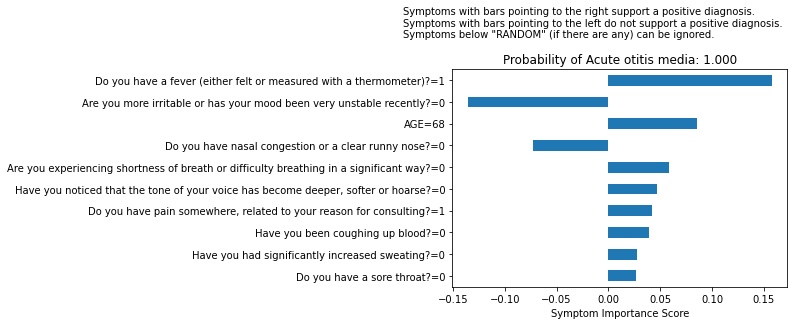 Symptoms with bars pointing to the right support a positive diagnosis.
Symptoms with bars pointing to the left do not support a positive diagnosis.
Symptoms below "RANDOM" (if there are any) can be ignored.
Probability of Acute otitis media: 1.000
Do you have a fever (either felt or measured with a thermometer)?=1
Are you more irritable or has your mood been very unstable recently?=0
AGE=68
Do you have nasal congestion or a clear runny nose?=0
Are you experiencing shortness of breath or difficulty breathing in a significant way?=0
Have you noticed that the tone of your voice has become deeper, softer or hoarse?=0
Do you have pain somewhere, related to your reason for consulting?=1
Have you been coughing up blood?=0
Have you had significantly increased sweating?=0
Do you have a sore throat?=0
−0.15 −0.10 −0.05 0.00 0.05 0.10 0.15
Symptom Importance Score